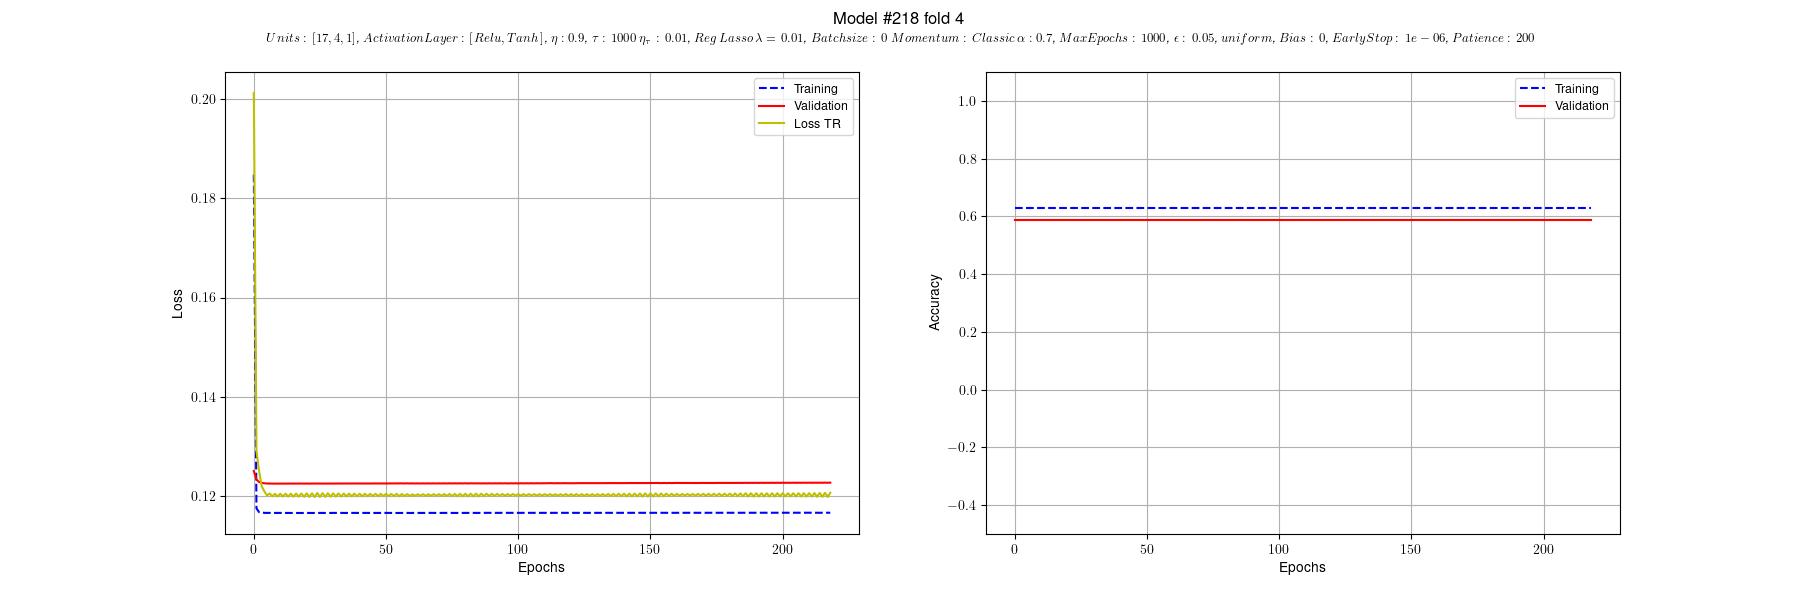 Model #218 fold 4
Units : [17, 4, 1], ActivationLayer : [Relu, Tanh], η : 0.9, τ : 1000 ητ : 0.01, Reg Lasso λ = 0.01, Batchsize : 0 Momentum : Classic α : 0.7, MaxEpochs : 1000, ϵ : 0.05, uniform, Bias : 0, EarlyStop : 1e − 06, Patience : 200
Training
Validation
Loss TR
0.20
0.18
0.16
0.14
0.12
Loss
0 50 100 150 200
Epochs
Training
Validation
1.0
0.8
0.6
0.4
0.2
0.0
−0.2
−0.4
Accuracy
0 50 100 150 200
Epochs